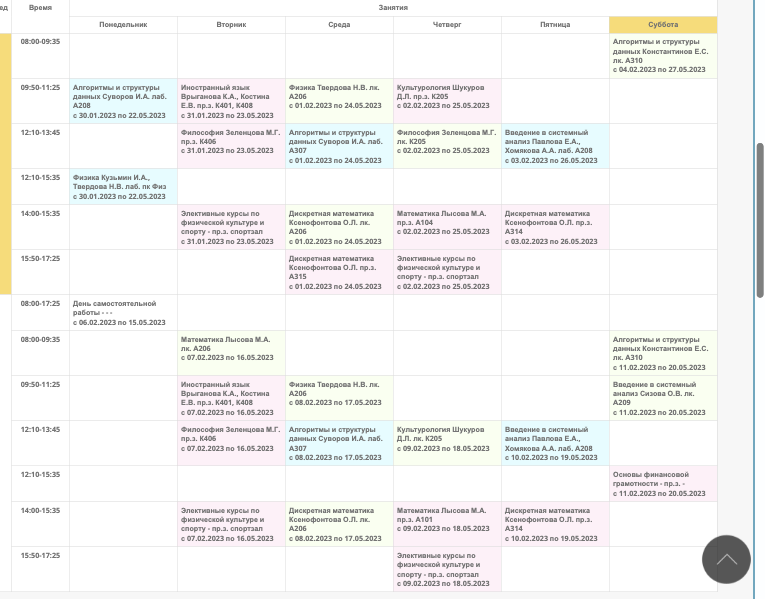 ед
Время
Занятия
Понедельник
Вторник
Среда
Четверг
Пятница
Суббота
08:00-09:35
Алгоритмы и структуры
данных Константинов Е.С.
лк. А310
с 04.02.2023 по 27.05.2023
09:50-11:25
Алгоритмы и структуры
данных Суворов И.А. лаб.
А208
с 30.01.2023 по 22.05.2023
Иностранный язык
Врыганова К.А., Костина
Е.В. пр.з. К401, К408
с 31.01.2023 по 23.05.2023
Физика Твердова Н.В. лк.
А206
с 01.02.2023 по 24.05.2023
Культурология Шукуров
Д.Л. пр.з. К205
с 02.02.2023 по 25.05.2023
12:10-13:45
Философия Зеленцова М.Г.
пр.з. К406
с 31.01.2023 по 23.05.2023
Алгоритмы и структуры
данных Суворов И.А. лаб.
А307
с 01.02.2023 по 24.05.2023
Философия Зеленцова М.Г.
лк. К205
с 02.02.2023 по 25.05.2023
Введение в системный
анализ Павлова Е.А.,
Хомякова А.А. лаб. А208
с 03.02.2023 по 26.05.2023
12:10-15:35
Физика Кузьмин И.А.,
Твердова Н.В. лаб. пк Физ
с 30.01.2023 по 22.05.2023
14:00-15:35
Элективные курсы по
физической культуре и
спорту - пр.з. спортзал
с 31.01.2023 по 23.05.2023
Дискретная математика
Ксенофонтова О.Л. лк.
А206
с 01.02.2023 по 24.05.2023
Математика Лысова М.А.
пр.з. А104
с 02.02.2023 по 25.05.2023
Дискретная математика
Ксенофонтова О.Л. пр.з.
А314
с 03.02.2023 по 26.05.2023
15:50-17:25
Дискретная математика
Ксенофонтова О.Л. пр.з.
А315
с 01.02.2023 по 24.05.2023
Элективные курсы по
физической культуре и
спорту - пр.з. спортзал
с 02.02.2023 по 25.05.2023
08:00-17:25
День самостоятельной
работы - - -
с 06.02.2023 по 15.05.2023
08:00-09:35
Математика Лысова М.А.
лк. А206
с 07.02.2023 по 16.05.2023
Алгоритмы и структуры
данных Константинов Е.С.
лк. А310
с 11.02.2023 по 20.05.2023
09:50-11:25
Иностранный язык
Врыганова К.А., Костина
Е.В. пр.з. К401, К408
с 07.02.2023 по 16.05.2023
Физика Твердова Н.В. лк.
А206
с 08.02.2023 по 17.05.2023
Введение в системный
анализ Сизова О.В. лк.
А209
с 11.02.2023 по 20.05.2023
12:10-13:45
Философия Зеленцова М.Г.
пр.з. К406
с 07.02.2023 по 16.05.2023
Алгоритмы и структуры
данных Суворов И.А. лаб.
А307
с 08.02.2023 по 17.05.2023
Культурология Шукуров
Д.Л. лк. К205
с 09.02.2023 по 18.05.2023
Введение в системный
анализ Павлова Е.А.,
Хомякова А.А. лаб. А208
с 10.02.2023 по 19.05.2023
12:10-15:35
Основы финансовой
грамотности - пр.з. -
с 11.02.2023 по 20.05.2023
14:00-15:35
Элективные курсы по
физической культуре и
спорту - пр.з. спортзал
с 07.02.2023 по 16.05.2023
Дискретная математика
Ксенофонтова О.Л. лк.
А206
с 08.02.2023 по 17.05.2023
Математика Лысова М.А.
пр.з. А101
с 09.02.2023 по 18.05.2023
Дискретная математика
Ксенофонтова О.Л. пр.з.
А314
с 10.02.2023 по 19.05.2023
15:50-17:25
Элективные курсы по
физической культуре и
спорту - пр.з. спортзал
с 09.02.2023 по 18.05.2023